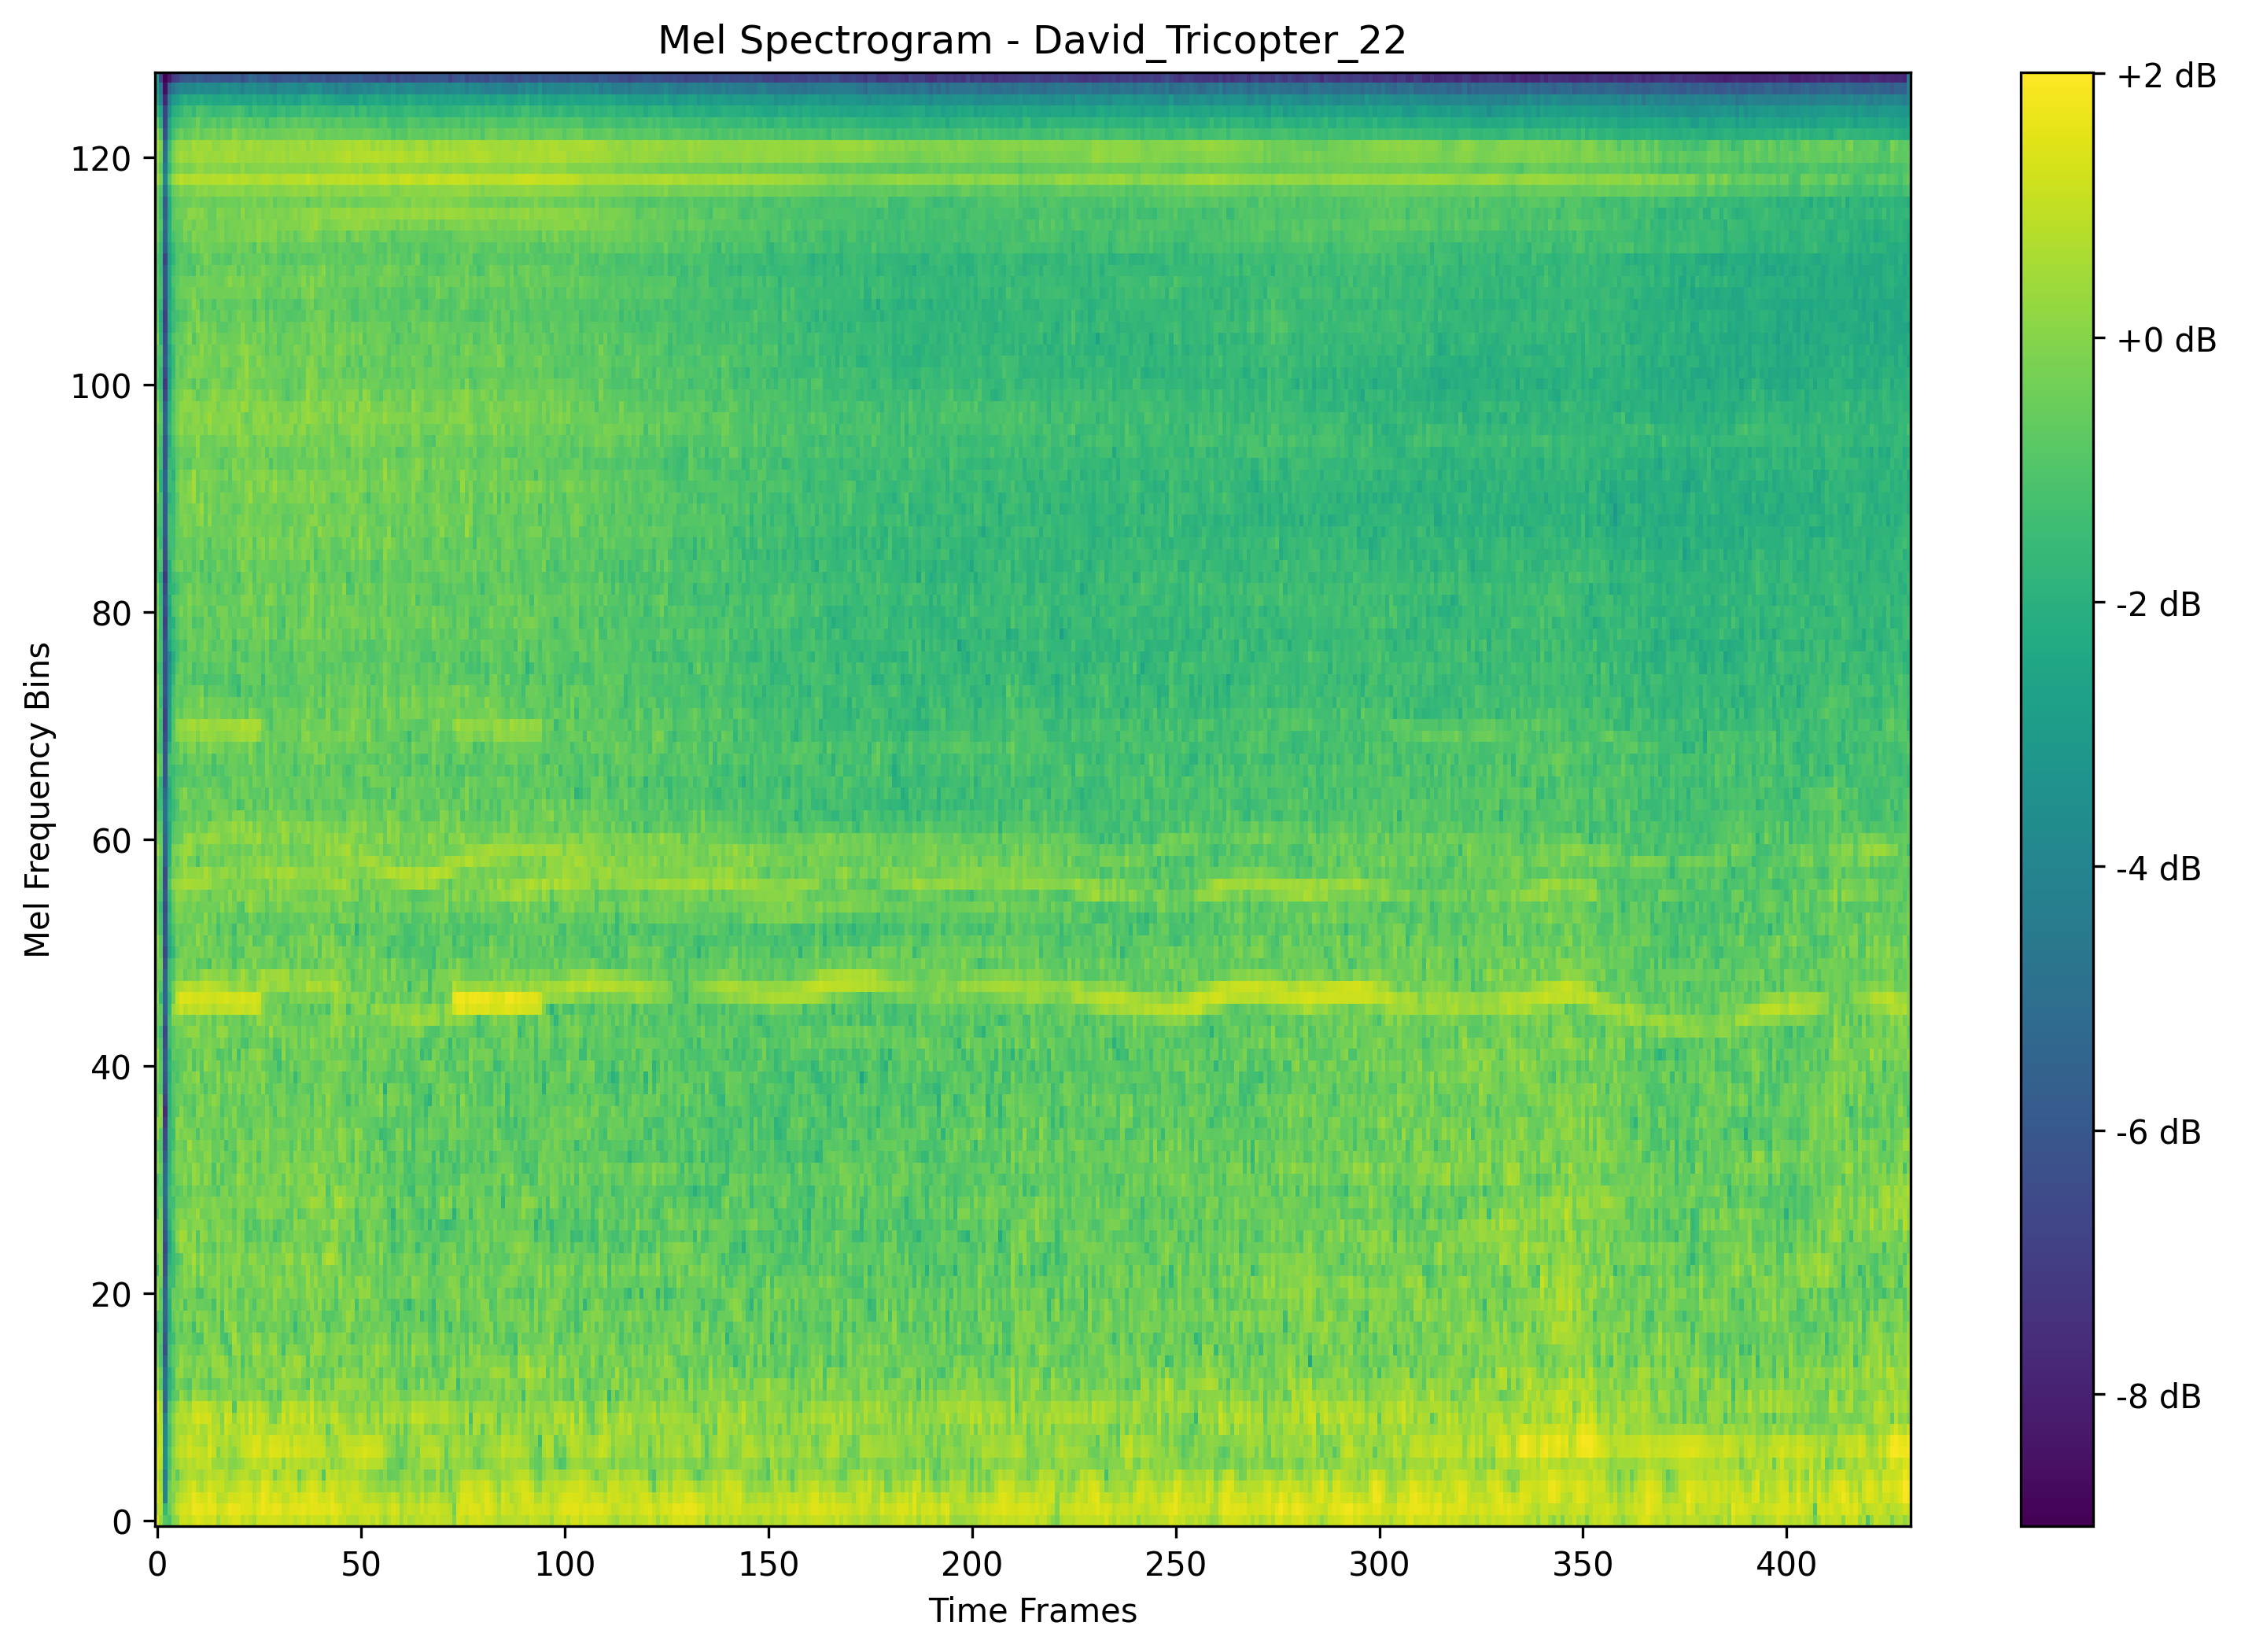 Mel Spectrogram - David_Tricopter_22
Mel Frequency Bins
120
100
80
60
40
20
0
0 50 100 150 200 250 300 350 400
Time Frames
+2 dB
+0 dB
-2 dB
-4 dB
-6 dB
-8 dB